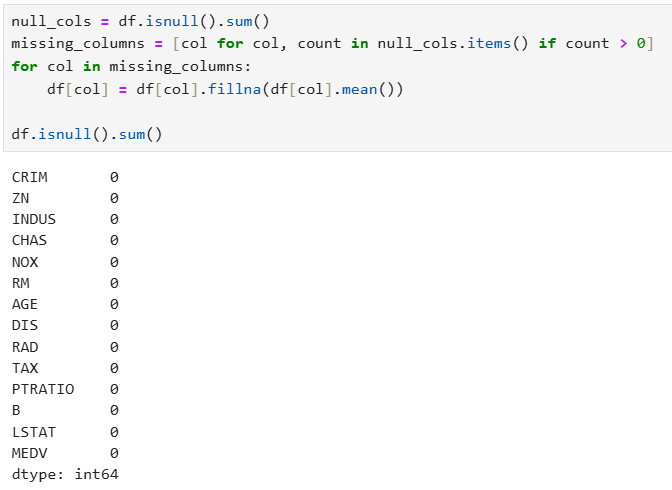 null_cols = df.isnull().sum()
missing_columns = [col for col, count in null_cols.items() if count > 0]
for col in missing_columns:
    df[col] = df[col].fillna(df[col].mean())

df.isnull().sum()
CRIM       0
ZN         0
INDUS      0
CHAS       0
NOX        0
RM         0
AGE        0
DIS        0
RAD        0
TAX        0
PTRATIO    0
B          0
LSTAT      0
MEDV       0
dtype: int64